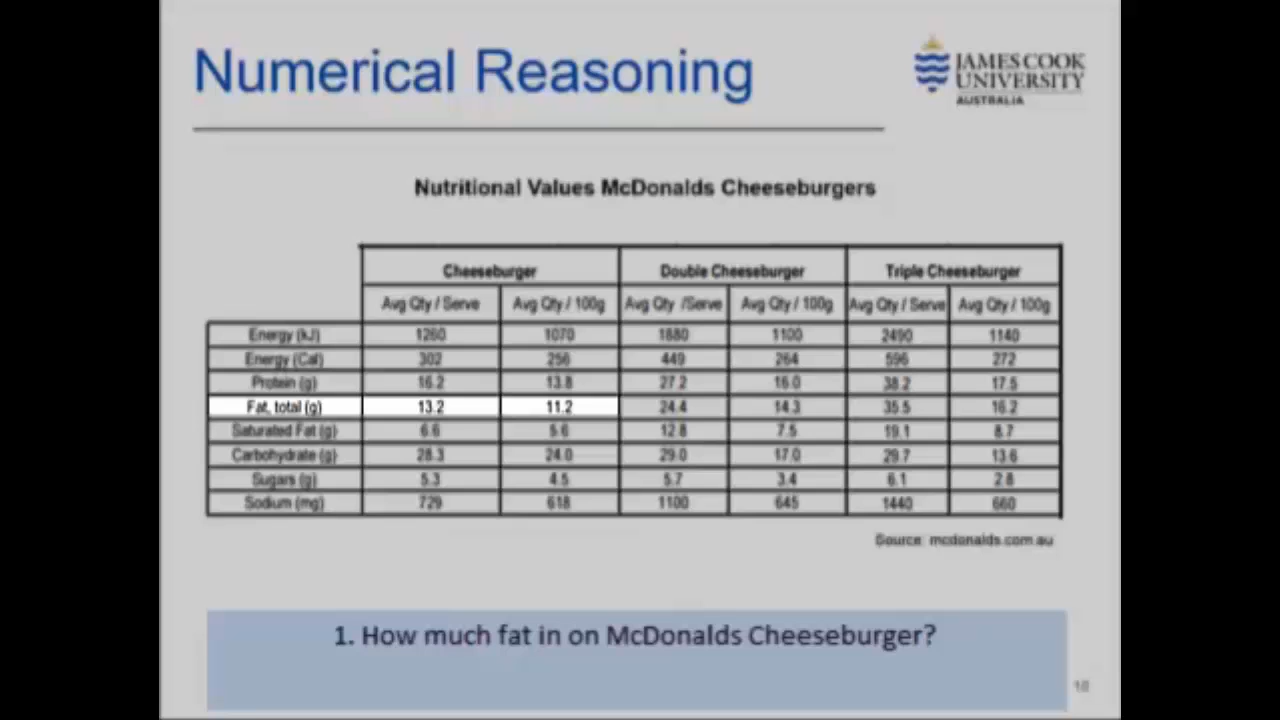 Numerical Reasoning
JAMES COOK
UNIVERSITY
AUSTRALIA
Nutritional Values McDonalds Cheeseburgers
Cheeseburger Double Cheeseburger Triple Cheeseburger
Avg Qty / Serve Avg Qty / 100g Avg Qty /Serve Avg Qty / 100g Avg Qty / Serve Avg Qty / 100g
Energy (kJ) 1260 1070 1880 1100 2490 1140
Energy (Cal) 302 256 449 264 596 272
Protein (g) 16.2 13.8 27.2 16.0 38.2 17.5
Fat, total (g) 13.2 11.2 24.4 14.3 35.5 16.2
Saturated Fat (g) 6.6 5.6 12.8 7.5 19.1 8.7
Carbohydrate (g) 28.3 24.0 29.0 17.0 29.7 13.6
Sugars (g) 5.3 4.5 5.7 3.4 6.1 2.8
Sodium (mg) 729 618 1100 645 1440 660
Source: mcdonalds.com.au
1. How much fat in on McDonalds Cheeseburger?